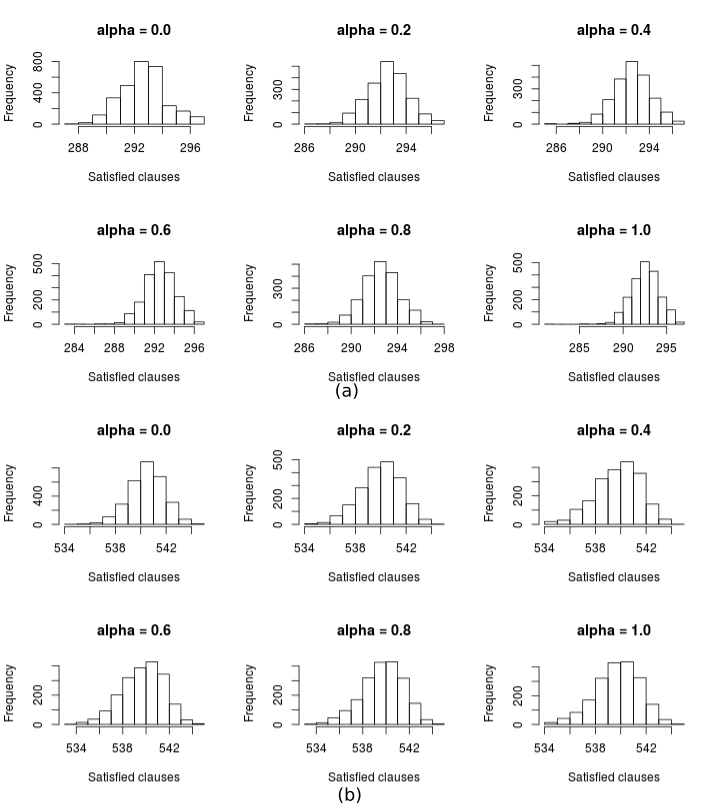 alpha = 0.0 alpha = 0.2 alpha = 0.4
Frequency
0 400 800
288 292 296
Satisfied clauses
Frequency
0 300
286 290 294
Satisfied clauses
Frequency
0 300
286 290 294
Satisfied clauses
alpha = 0.6 alpha = 0.8 alpha = 1.0
Frequency
0 200 500
284 288 292 296
Satisfied clauses
Frequency
0 300
286 290 294 298
Satisfied clauses
Frequency
0 200 500
285 290 295
Satisfied clauses
(a)
alpha = 0.0 alpha = 0.2 alpha = 0.4
Frequency
0 400
534 538 542
Satisfied clauses
Frequency
0 200 500
534 538 542
Satisfied clauses
Frequency
0 200
534 538 542
Satisfied clauses
alpha = 0.6 alpha = 0.8 alpha = 1.0
Frequency
0 200
534 538 542
Satisfied clauses
Frequency
0 200
534 538 542
Satisfied clauses
Frequency
0 200
534 538 542
Satisfied clauses
(b)